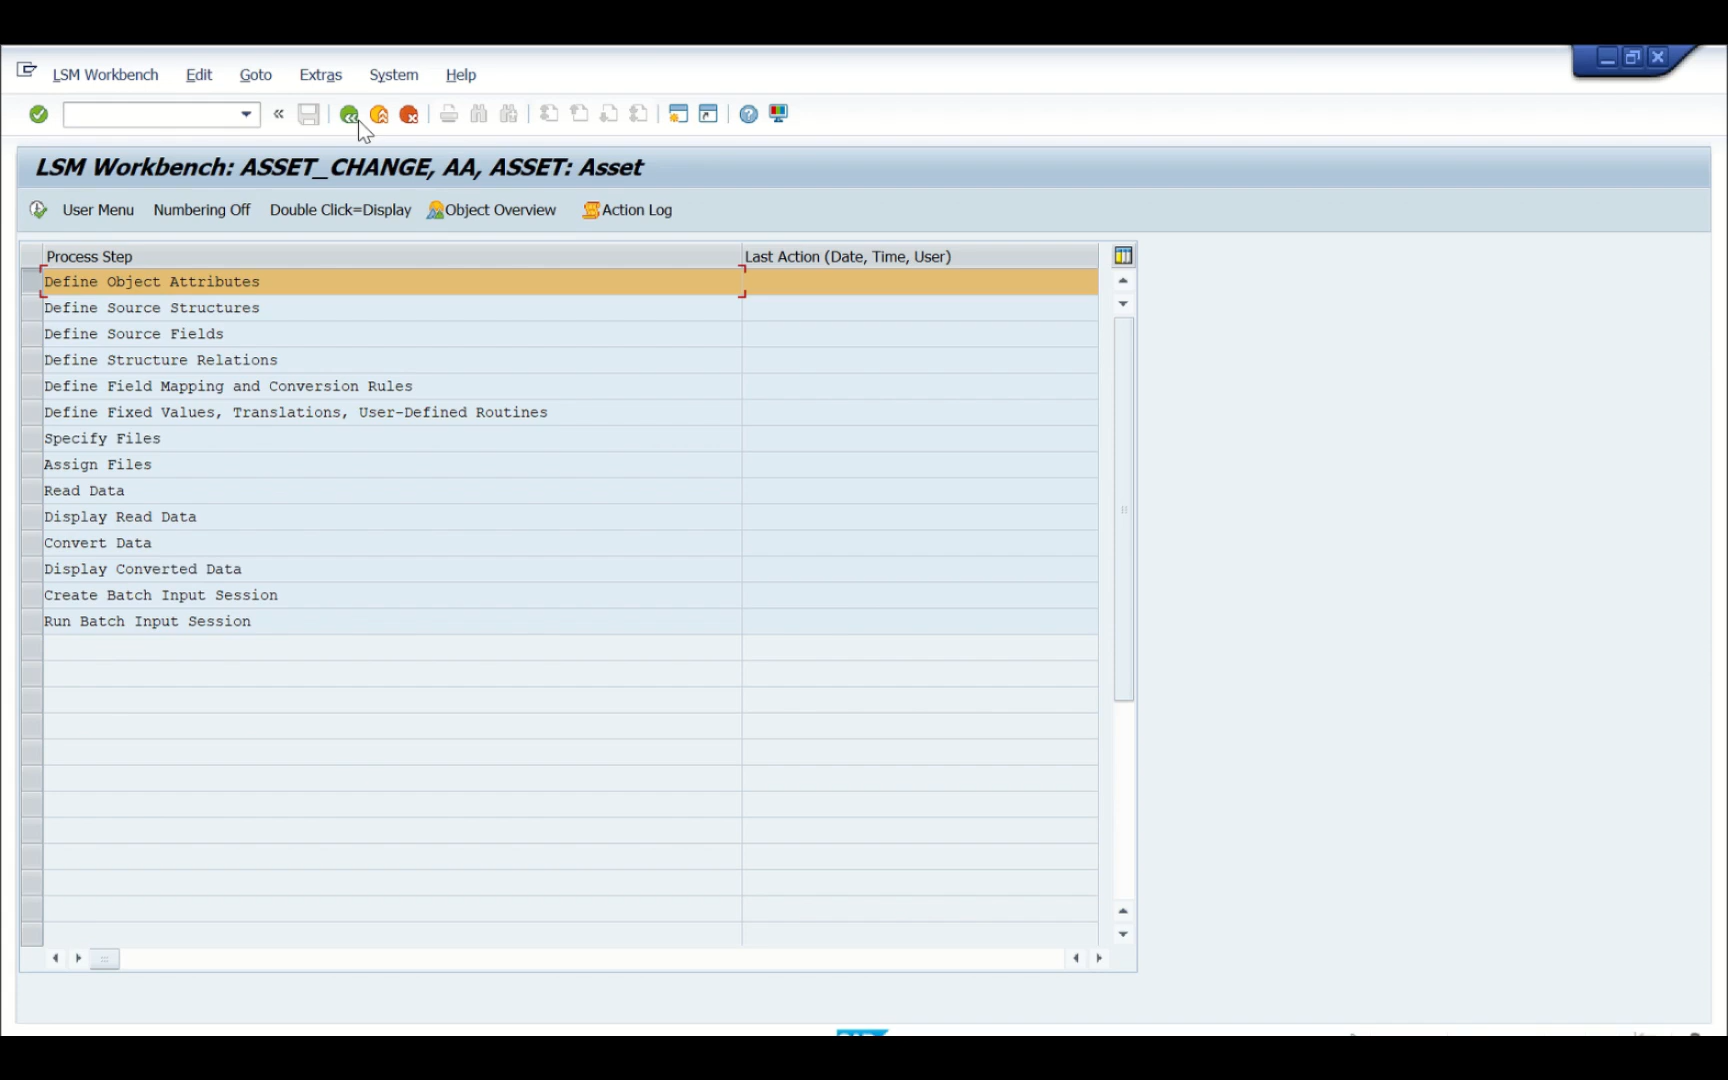 LSM Workbench Edit Goto Extras System Help
LSM Workbench: ASSET_CHANGE, AA, ASSET: Asset
User Menu Numbering Off Double Click=Display Object Overview Action Log
Process Step Last Action (Date, Time, User)
Define Object Attributes
Define Source Structures
Define Source Fields
Define Structure Relations
Define Field Mapping and Conversion Rules
Define Fixed Values, Translations, User-Defined Routines
Specify Files
Assign Files
Read Data
Display Read Data
Convert Data
Display Converted Data
Create Batch Input Session
Run Batch Input Session